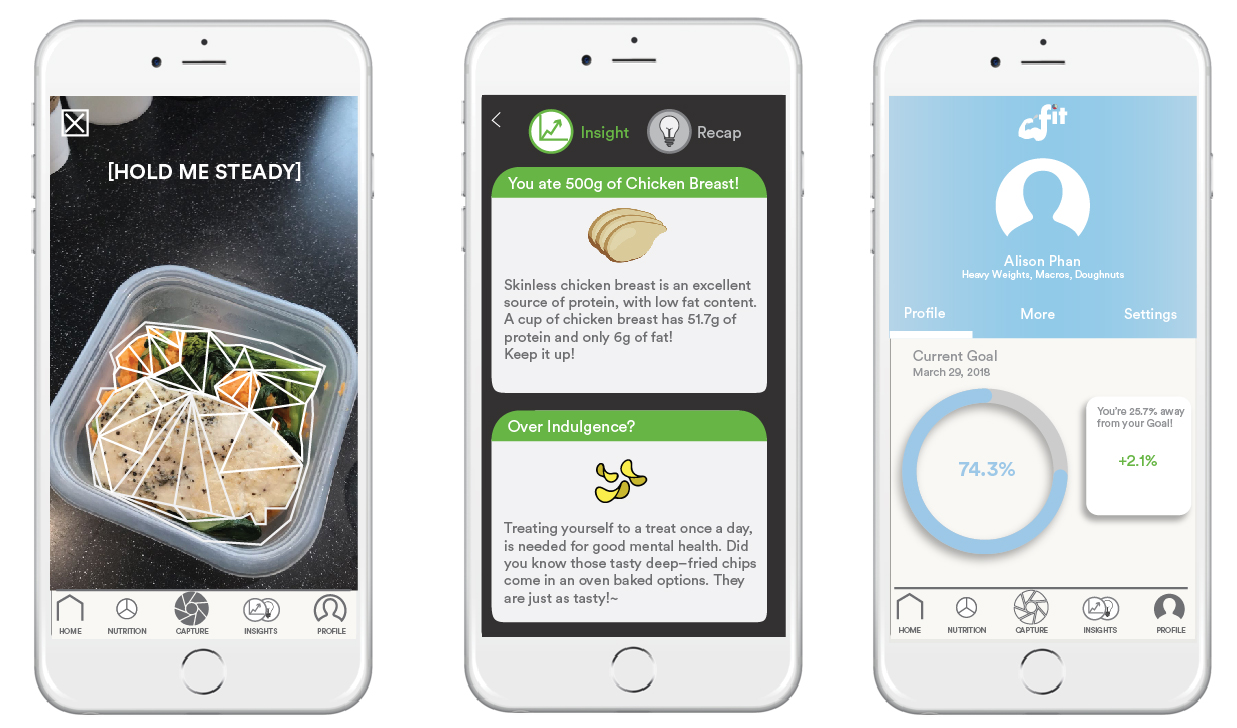 [HOLD ME STEADY]
HOME
NUTRITION
CAPTURE
INSIGHTS
PROFILE
Insight
Recap
You ate 500g of Chicken Breast!
Skinless chicken breast is an excellent
source of protein, with low fat content.
A cup of chicken breast has 51.7g of
protein and only 6g of fat!
Keep it up!
Over Indulgence?
Treating yourself to a treat once a day,
is needed for good mental health. Did
you know those tasty deep–fried chips
come in an oven baked options. They
are just as tasty!~
fit
Alison Phan
Heavy Weights, Macros, Doughnuts
Profile
More
Settings
Current Goal
March 29, 2018
74.3%
You're 25.7% away
from your Goal!
+2.1%
HOME
NUTRITION
CAPTURE
INSIGHTS
PROFILE